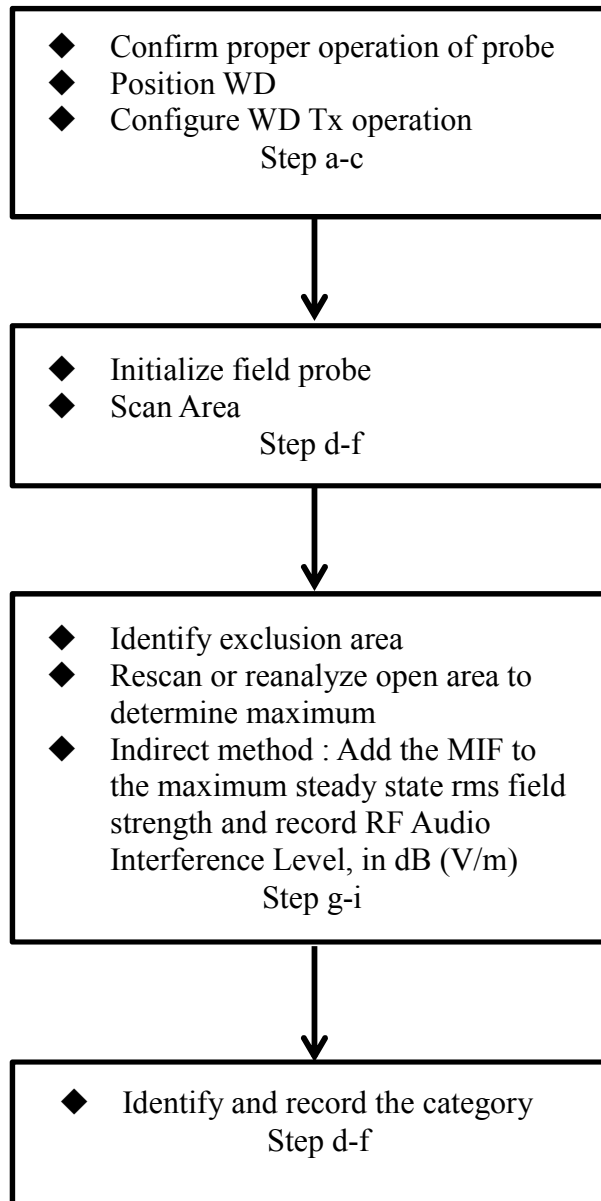 ◆ Confirm proper operation of probe
◆ Position WD
◆ Configure WD Tx operation
Step a-c
◆ Initialize field probe
◆ Scan Area
Step d-f
◆ Identify exclusion area
◆ Rescan or reanalyze open area to
determine maximum
◆ Indirect method : Add the MIF to
the maximum steady state rms field
strength and record RF Audio
Interference Level, in dB (V/m)
Step g-i
◆ Identify and record the category
Step d-f